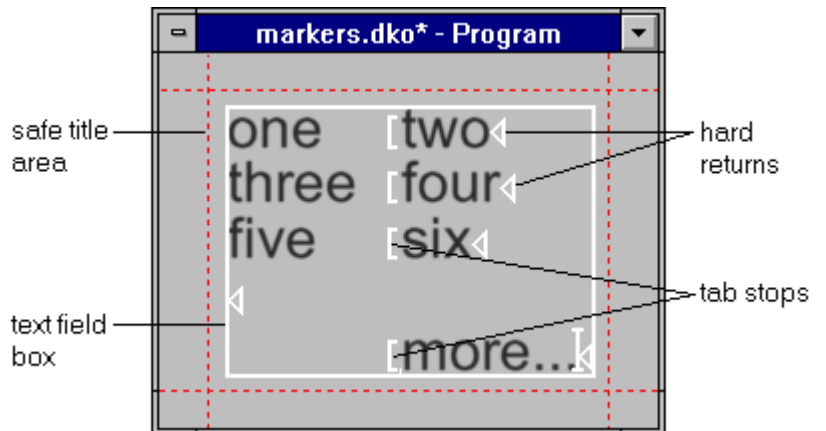 markers.dko* - Program
safe title
area
one two
three four
five six
more...
hard
returns
text field
box
tab stops